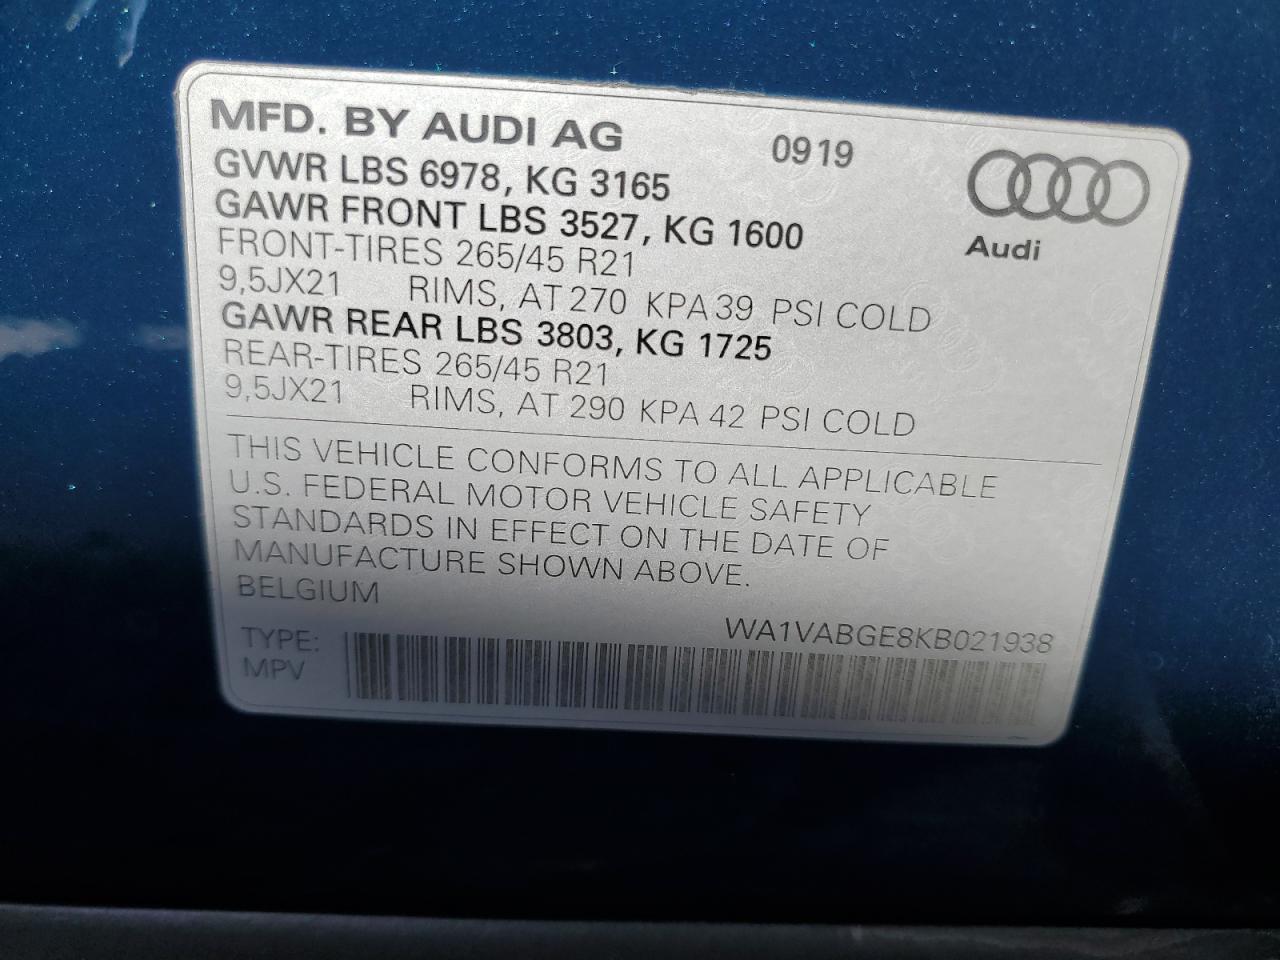 MFD. BY AUDI AG 0919
GVWR LBS 6978, KG 3165
GAWR FRONT LBS 3527, KG 1600
FRONT-TIRES 265/45 R21
9,5JX21 RIMS, AT 270 KPA 39 PSI COLD
GAWR REAR LBS 3803, KG 1725
REAR-TIRES 265/45 R21
9,5JX21 RIMS, AT 290 KPA 42 PSI COLD
Audi
THIS VEHICLE CONFORMS TO ALL APPLICABLE
U.S. FEDERAL MOTOR VEHICLE SAFETY
STANDARDS IN EFFECT ON THE DATE OF
MANUFACTURE SHOWN ABOVE.
BELGIUM
WA1VABGE8KB021938
TYPE:
MPV